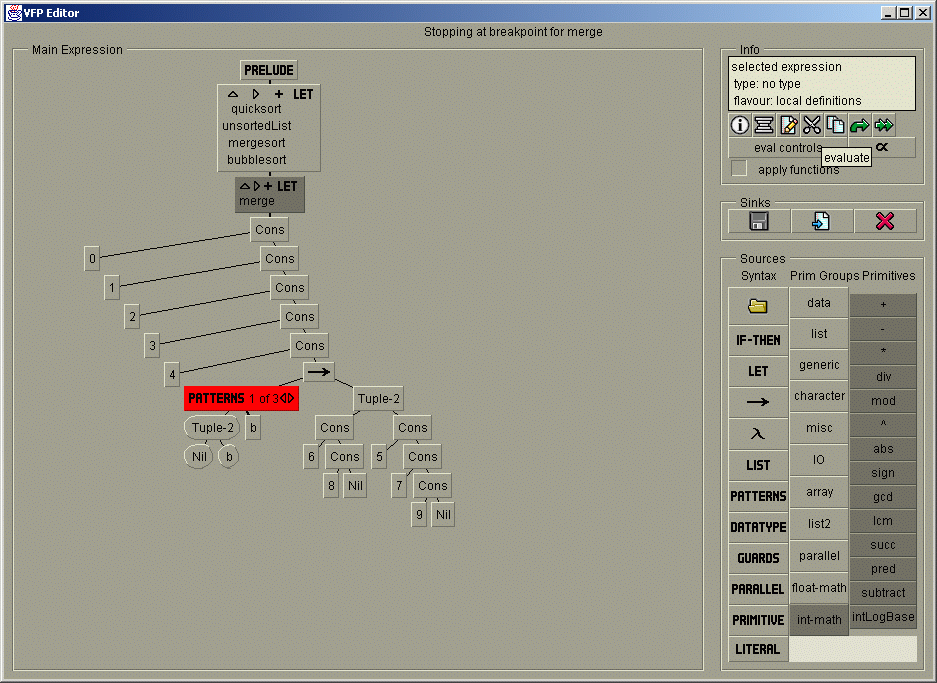 VFP Editor
Stopping at breakpoint for merge
Main Expression
PRELUDE
+ LET
quicksort
unsortedList
mergesort
bubblesort
+ LET
merge
Cons
0
Cons
1
Cons
2
Cons
3
Cons
4
→
PATTERNS 1 of 3
Tuple-2
Tuple-2
b
Cons
Cons
Nil
b
6
Cons
5
Cons
8
Nil
7
Cons
9
Nil
Info
selected expression
type: no type
flavour: local definitions
eval controls
∝
evaluate
apply functions
Sinks
Sources
Syntax
Prim Groups
Primitives
IF-THEN
LET
→
λ
LIST
PATTERNS
DATATYPE
GUARDS
PARALLEL
PRIMITIVE
LITERAL
data
list
generic
character
misc
IO
array
list2
parallel
float-math
int-math
+
-
*
div
mod
^
abs
sign
gcd
lcm
succ
pred
subtract
intLogBase